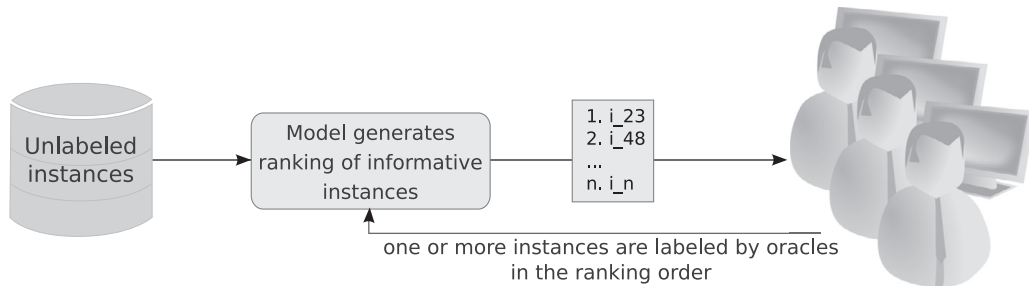 Unlabeled
instances
Model generates
ranking of informative
instances
1. i_23
2. i_48
...
n. i_n
one or more instances are labeled by oracles
in the ranking order